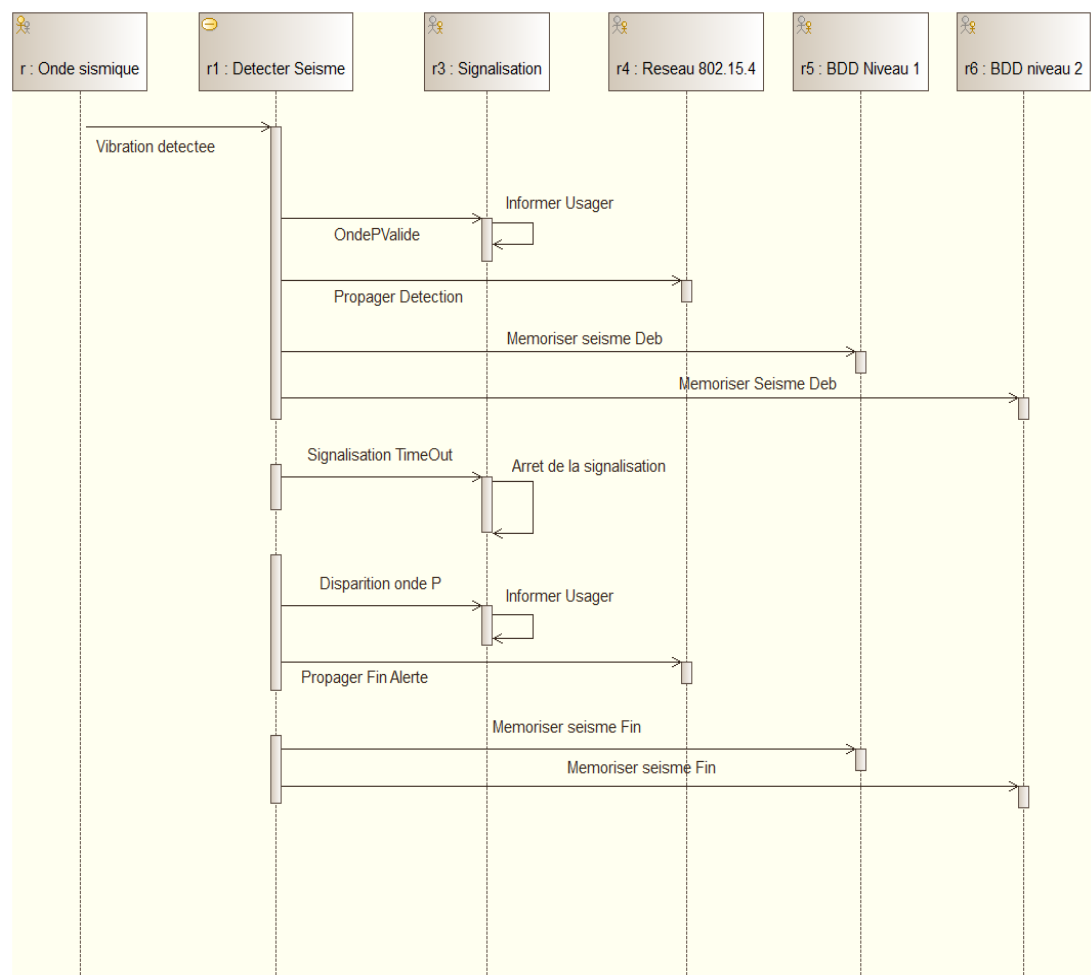 r : Onde sismique
r1 : Detecter Seisme
r3 : Signalisation
r4 : Reseau 802.15.4
r5 : BDD Niveau 1
r6 : BDD niveau 2
Vibration detectee
Informer Usager
OndePValide
Propager Detection
Memoriser seisme Deb
Memoriser Seisme Deb
Signalisation TimeOut
Arret de la signalisation
Disparition onde P
Informer Usager
Propager Fin Alerte
Memoriser seisme Fin
Memoriser seisme Fin